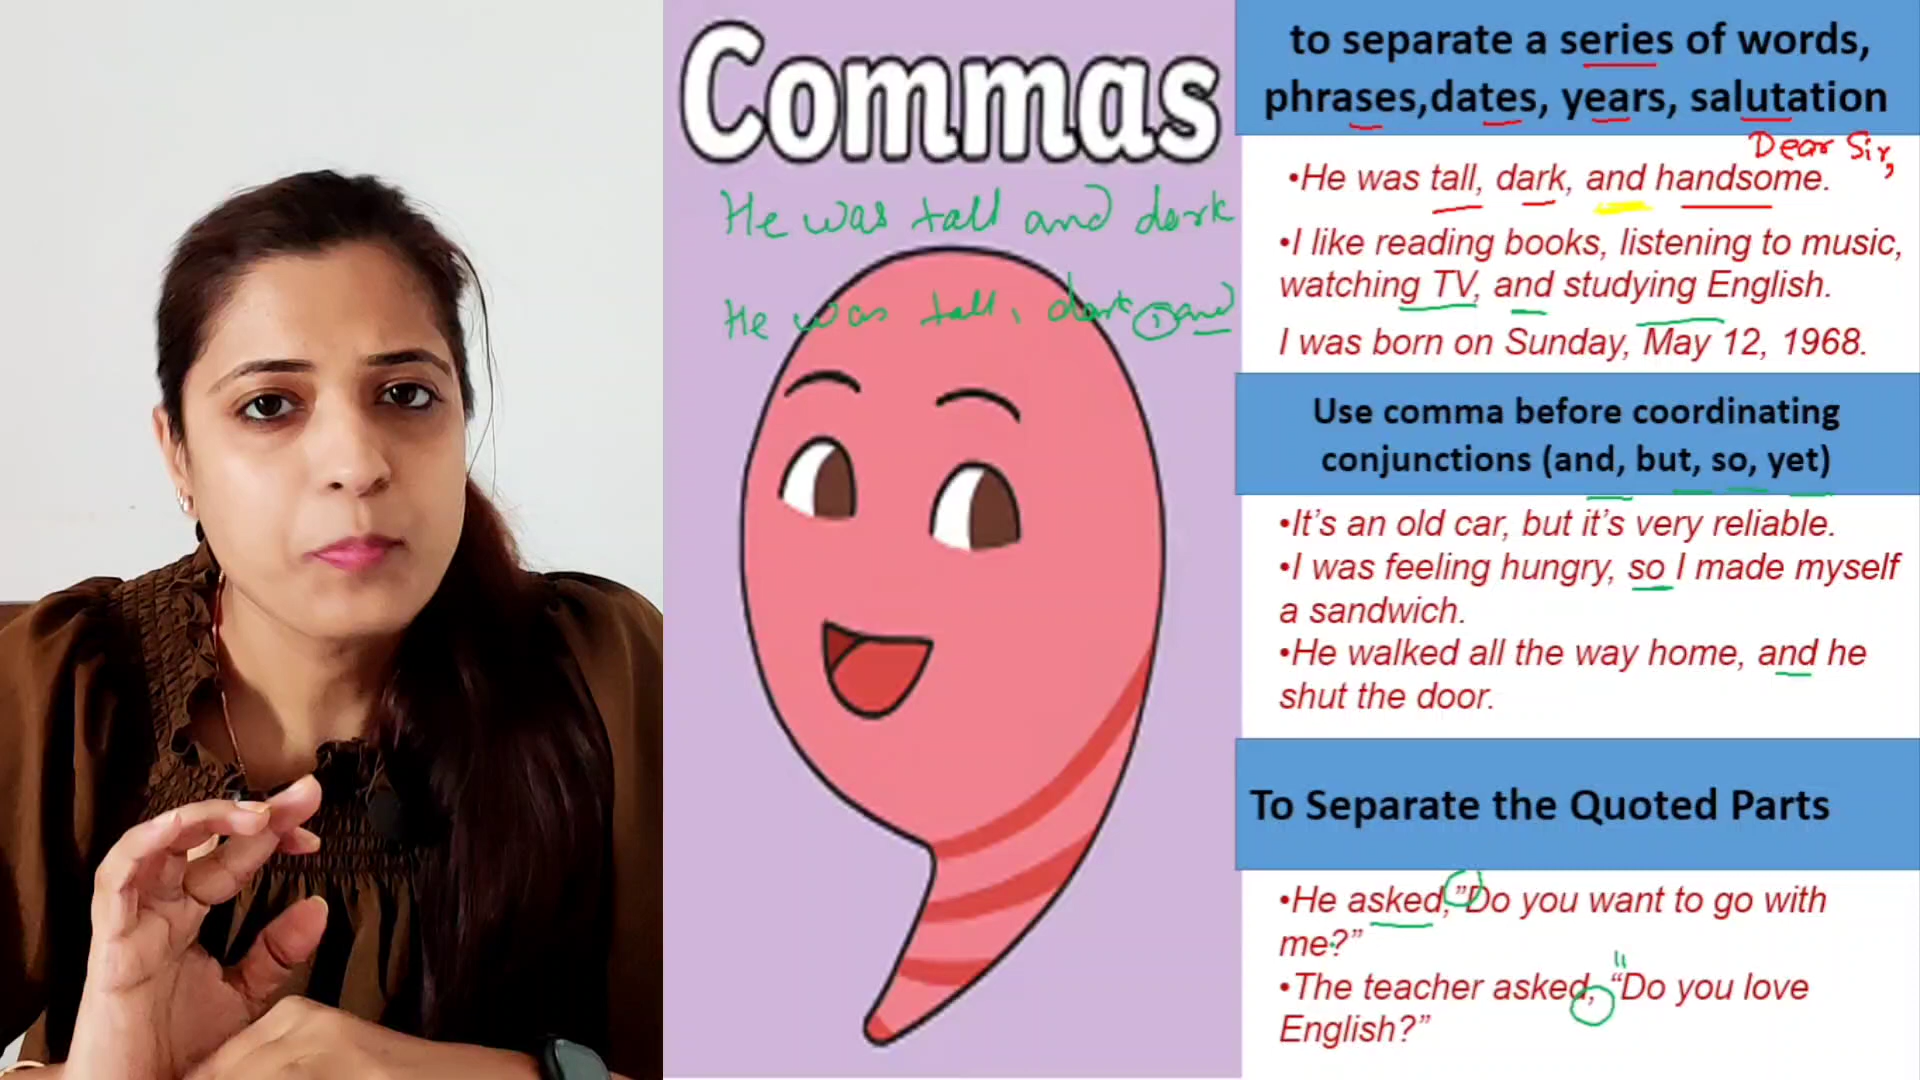 Commas
He was tall and dark
He was tall, dark , and
to separate a series of words,
phrases,dates, years, salutation
Dear Sir,
•He was tall, dark, and handsome.
•I like reading books, listening to music,
watching TV, and studying English.
I was born on Sunday, May 12, 1968.
Use comma before coordinating
conjunctions (and, but, so, yet)
•It’s an old car, but it’s very reliable.
•I was feeling hungry, so I made myself
a sandwich.
•He walked all the way home, and he
shut the door.
To Separate the Quoted Parts
•He asked,”Do you want to go with
me?”
•The teacher asked, “Do you love
English?”